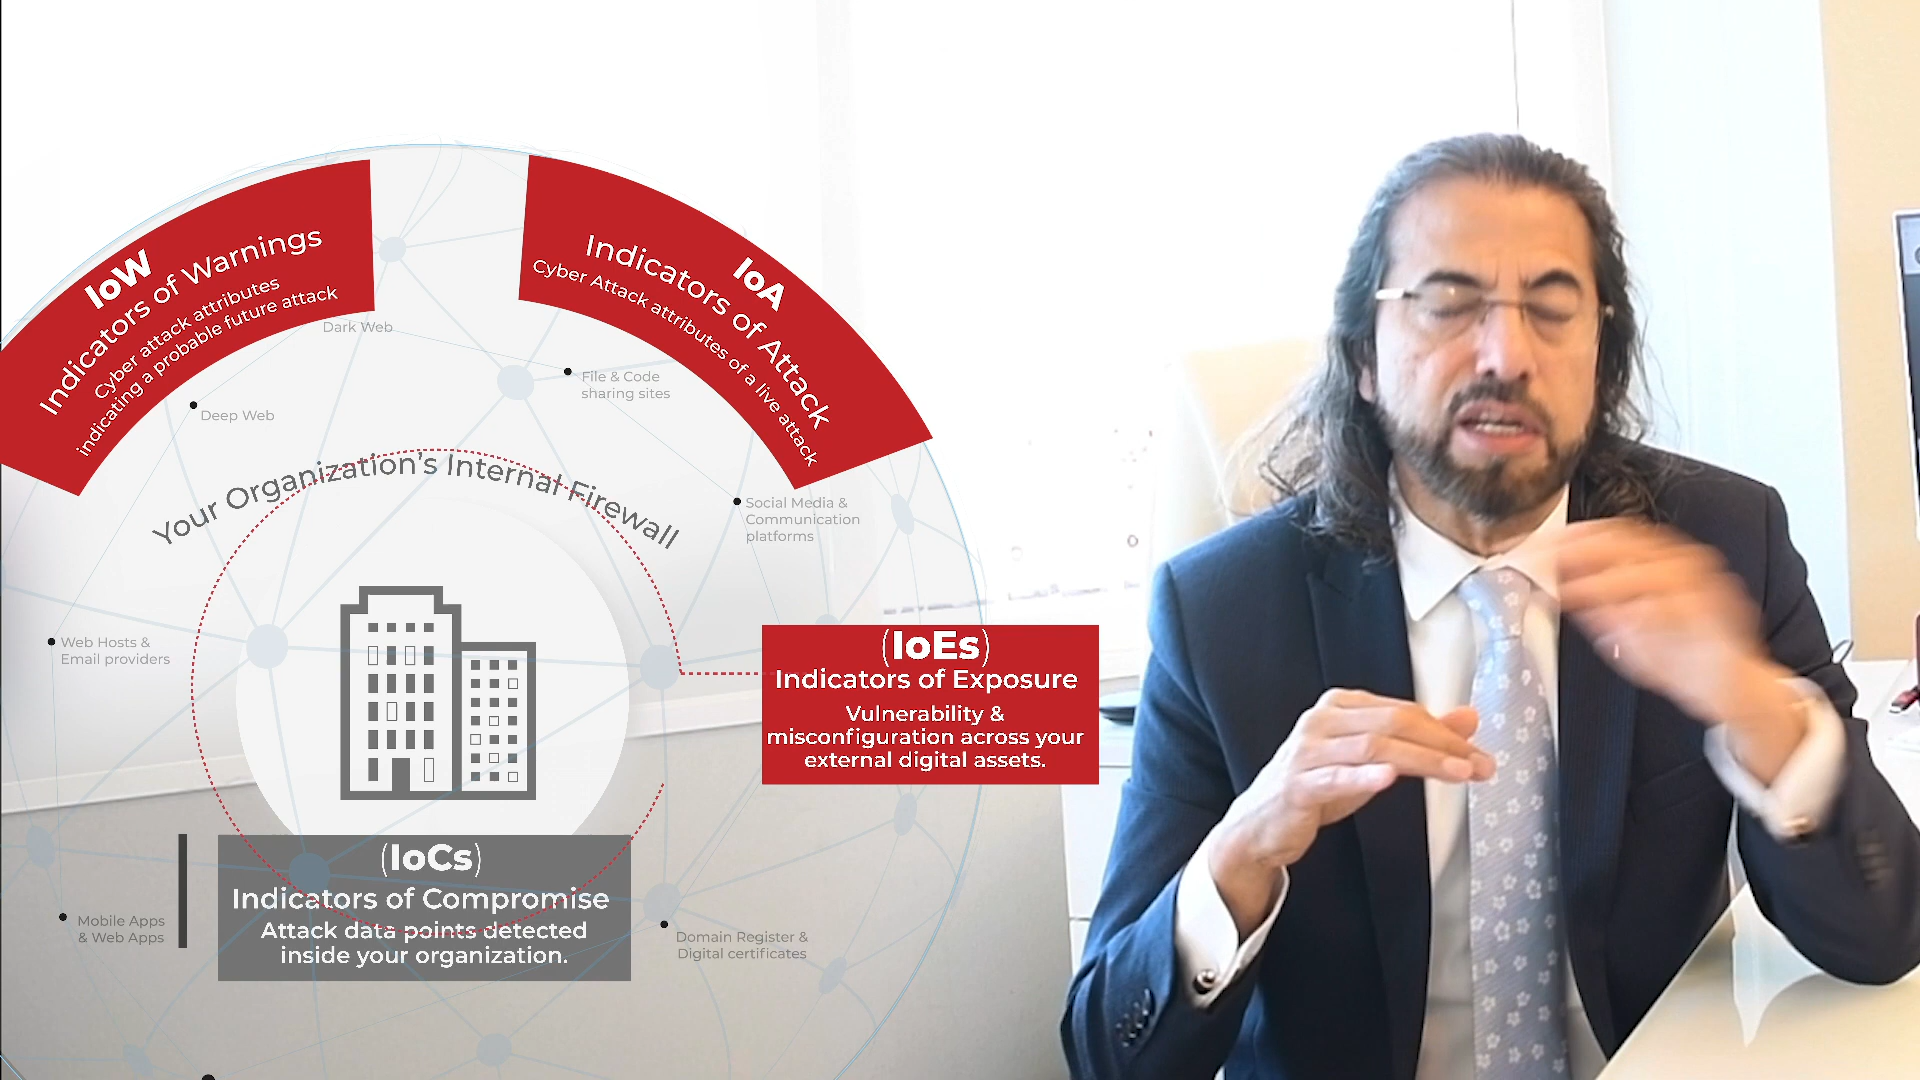 IoW
Indicators of Warnings
Cyber attack attributes
indicating a probable future attack
IoA
Indicators of Attack
Cyber Attack attributes of a live attack
Dark Web
File & Code
sharing sites
Deep Web
Your Organization's Internal Firewall
Social Media &
Communication
platforms
Web Hosts &
Email providers
(IoEs)
Indicators of Exposure
Vulnerability &
misconfiguration across your
external digital assets.
(IoCs)
Indicators of Compromise
Attack data points detected
inside your organization.
Mobile Apps
& Web Apps
Domain Register &
Digital certificates